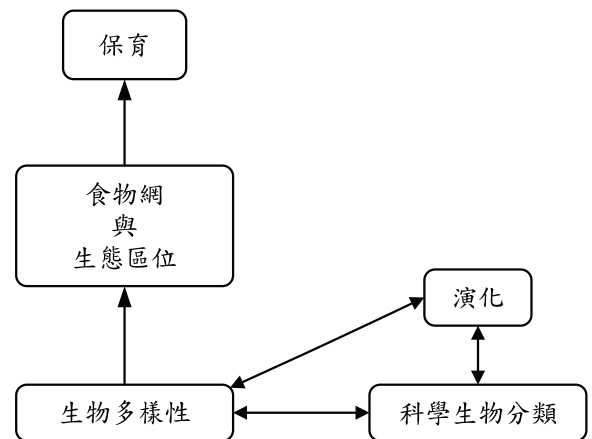 保育
食物網
與
生態區位
演化
生物多樣性
科學生物分類